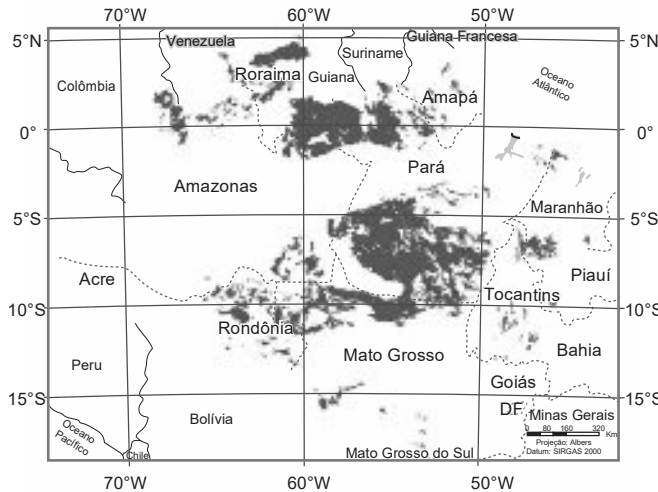 70°W 60°W 50°W
5°N 5°N
Venezuela
Guiana Francesa
Suriname
Roraima
Guiana
Colômbia
Oceano
Atlântico
Amapá
0° 0°
Pará
Amazonas
Maranhão
5°S 5°S
Piauí
Acre
Tocantins
10°S 10°S
Rondônia
Mato Grosso
Bahia
Peru
Goiás
15°S 15°S
DF
Minas Gerais
Bolívia
0 80 160 320
Km
Oceano
Pacífico
Projeção: Albers
Datum: SIRGAS 2000
Chile
Mato Grosso do Sul
70°W 60°W 50°W